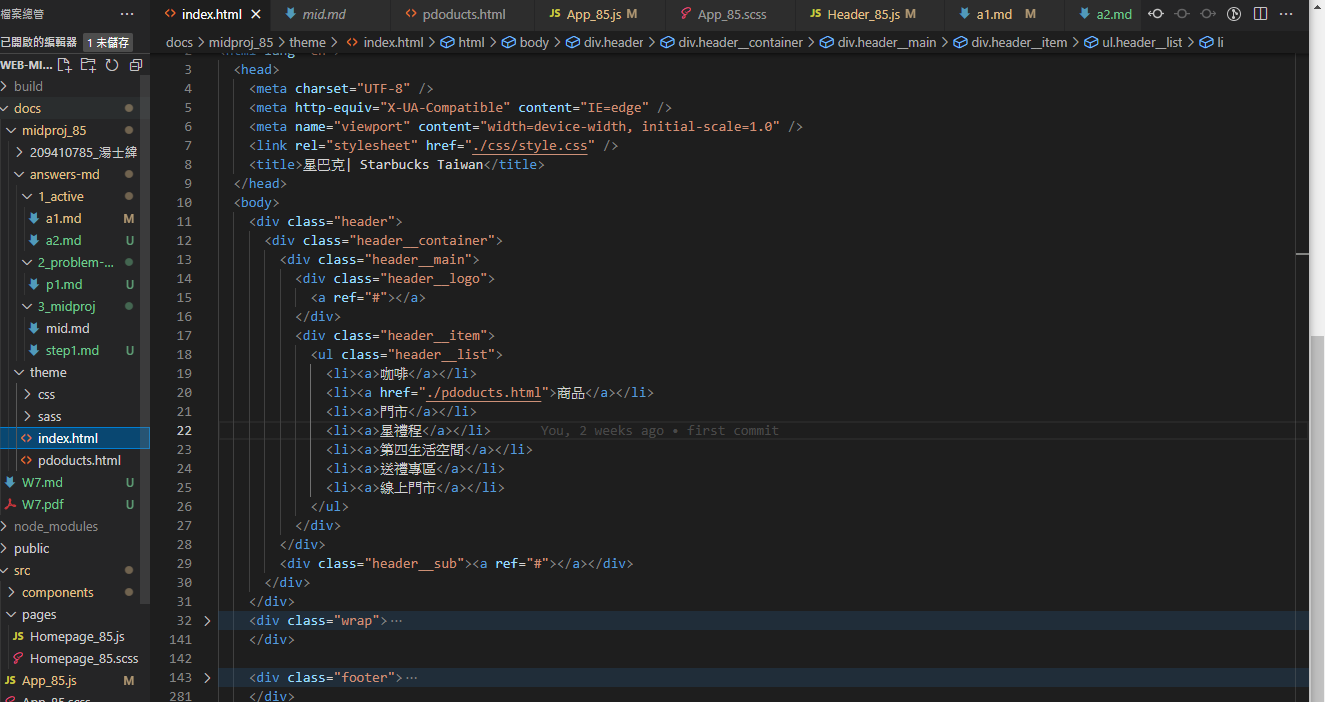 檔案總管 ···
index.html ×
mid.md
pdoducts.html
JS App_85.js M
App_85.scss
JS Header_85.js M
a1.md M
a2.md
已開啟的編輯器 1 未儲存
docs > midproj_85 > theme > index.html > html > body > div.header > div.header__container > div.header__main > div.header__item > ul.header__list > li
WEB-MI...
build
docs
midproj_85
209410785_湯士緯
answers-md
1_active
a1.md M
a2.md U
2_problem-...
p1.md U
3_midproj
mid.md
step1.md U
theme
css
sass
index.html
pdoducts.html
W7.md U
W7.pdf U
node_modules
public
src
components
pages
JS Homepage_85.js
Homepage_85.scss
JS App_85.js M
App_85.scss
3 <head>
4 <meta charset="UTF-8" />
5 <meta http-equiv="X-UA-Compatible" content="IE=edge" />
6 <meta name="viewport" content="width=device-width, initial-scale=1.0" />
7 <link rel="stylesheet" href="./css/style.css" />
8 <title>星巴克| Starbucks Taiwan</title>
9 </head>
10 <body>
11 <div class="header">
12 <div class="header__container">
13 <div class="header__main">
14 <div class="header__logo">
15 <a ref="#"></a>
16 </div>
17 <div class="header__item">
18 <ul class="header__list">
19 <li><a>咖啡</a></li>
20 <li><a href="./pdoducts.html">商品</a></li>
21 <li><a>門市</a></li>
22 <li><a>星禮程</a></li> You, 2 weeks ago • first commit
23 <li><a>第四生活空間</a></li>
24 <li><a>送禮專區</a></li>
25 <li><a>線上門市</a></li>
26 </ul>
27 </div>
28 </div>
29 <div class="header__sub"><a ref="#"></a></div>
30 </div>
31 </div>
32 <div class="wrap">···
141 </div>
142
143 <div class="footer">···
281 </div>